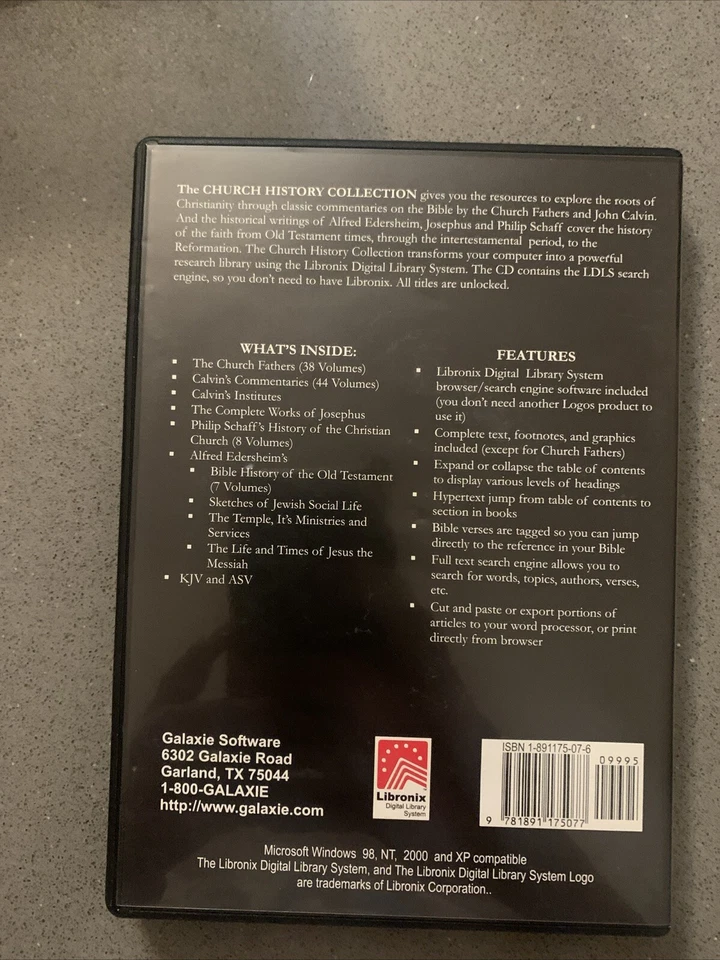 The CHURCH HISTORY COLLECTION gives you the resources to explore the roots of
Christianity through classic commentaries on the Bible by the Church Fathers and John Calvin.
And the historical writings of Alfred Edersheim, Josephus and Philip Schaff cover the history
of the faith from Old Testament times, through the intertestamental period, to the
Reformation. The Church History Collection transforms your computer into a powerful
research library using the Libronix Digital Library System. The CD contains the LDLS search
engine, so you don't need to have Libronix. All titles are unlocked.
WHAT'S INSIDE:
The Church Fathers (38 Volumes)
Calvin's Commentaries (44 Volumes)
Calvin's Institutes
The Complete Works of Josephus
Philip Schaff's History of the Christian
Church (8 Volumes)
Alfred Edersheim's
Bible History of the Old Testament
(7 Volumes)
Sketches of Jewish Social Life
The Temple, It's Ministries and
Services
The Life and Times of Jesus the
Messiah
KJV and ASV
FEATURES
Libronix Digital Library System
browser/search engine software included
(you don't need another Logos product to
use it)
Complete text, footnotes, and graphics
included (except for Church Fathers)
Expand or collapse the table of contents
to display various levels of headings
Hypertext jump from table of contents to
section in books
Bible verses are tagged so you can jump
directly to the reference in your Bible
Full text search engine allows you to
search for words, topics, authors, verses,
etc.
Cut and paste or export portions of
articles to your word processor, or print
directly from browser
Galaxie Software
6302 Galaxie Road
Garland, TX 75044
1-800-GALAXIE
http://www.galaxie.com
Libronix
Digital Library
System
ISBN 1-891175-07-6
09995
9 781891 175077
Microsoft Windows 98, NT, 2000 and XP compatible
The Libronix Digital Library System, and The Libronix Digital Library System Logo
are trademarks of Libronix Corporation..